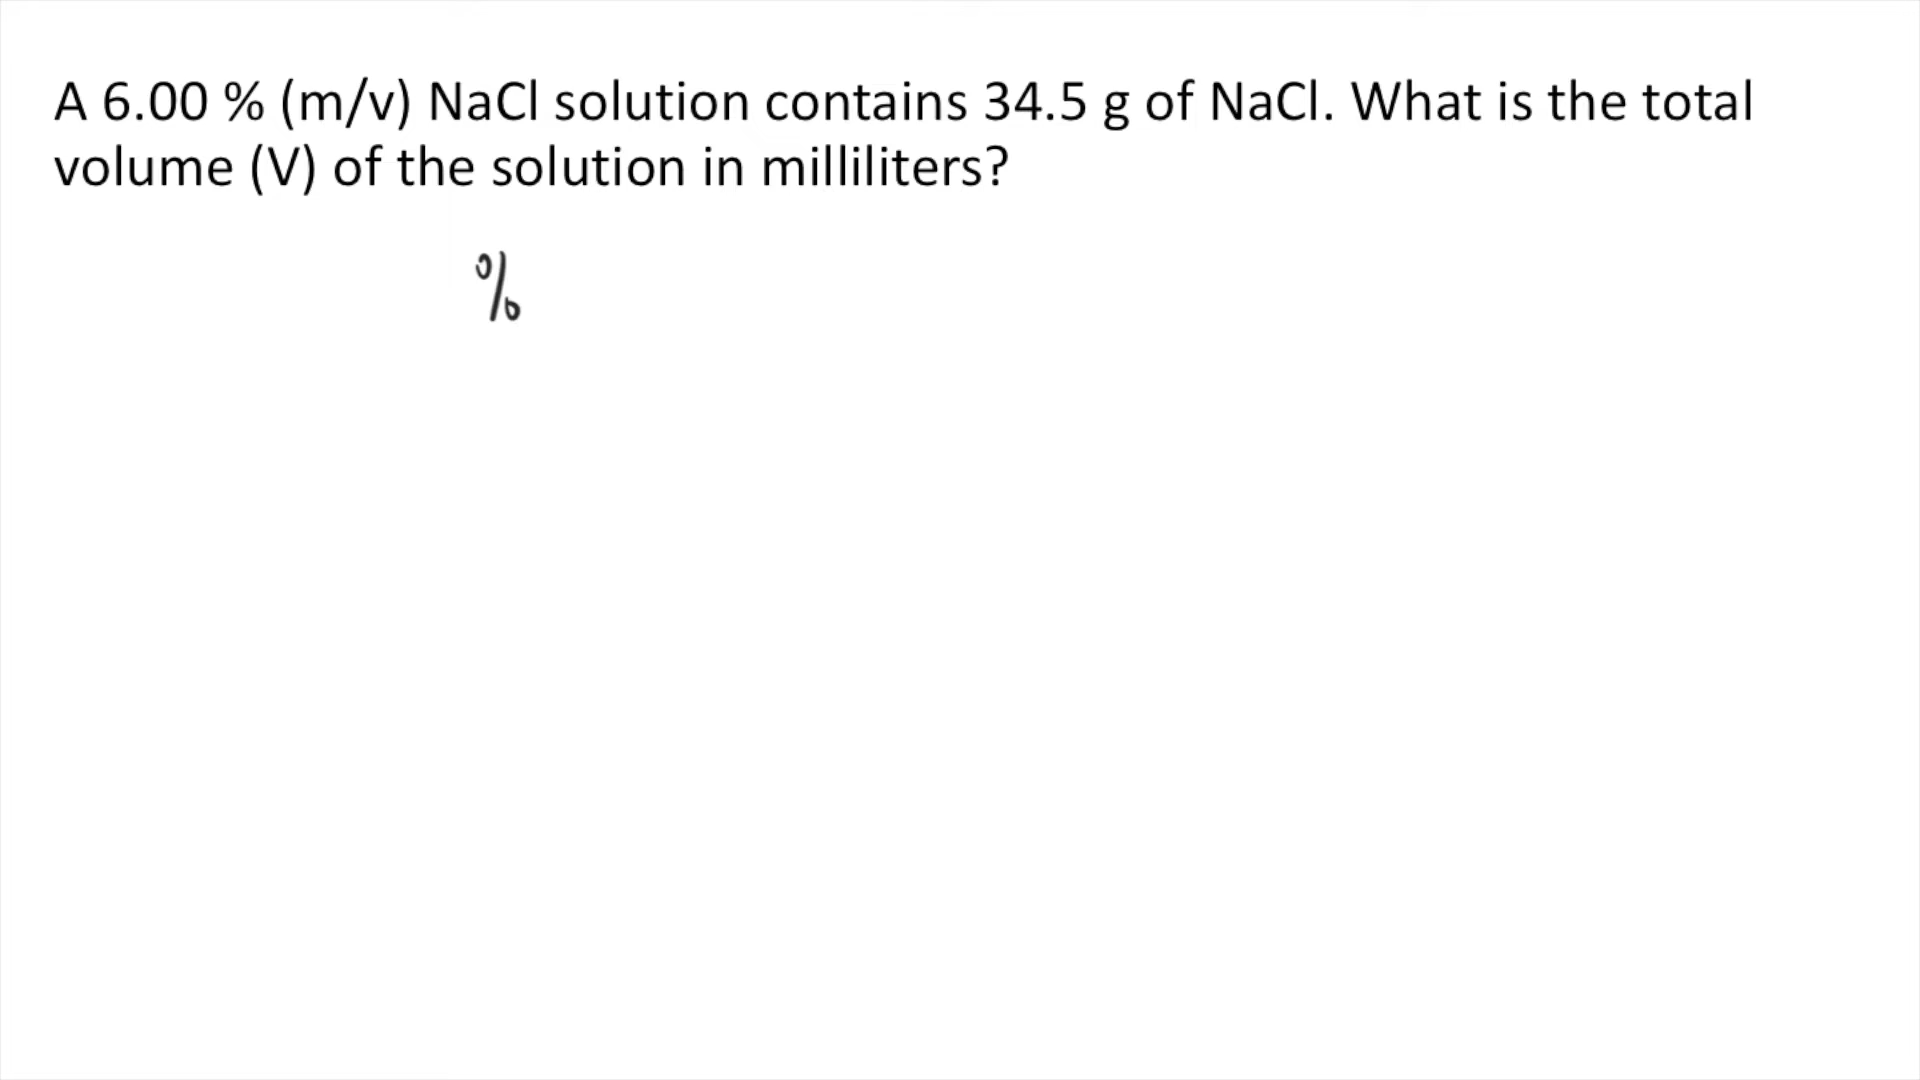 A 6.00 % (m/v) NaCl solution contains 34.5 g of NaCl. What is the total
volume (V) of the solution in milliliters?
%